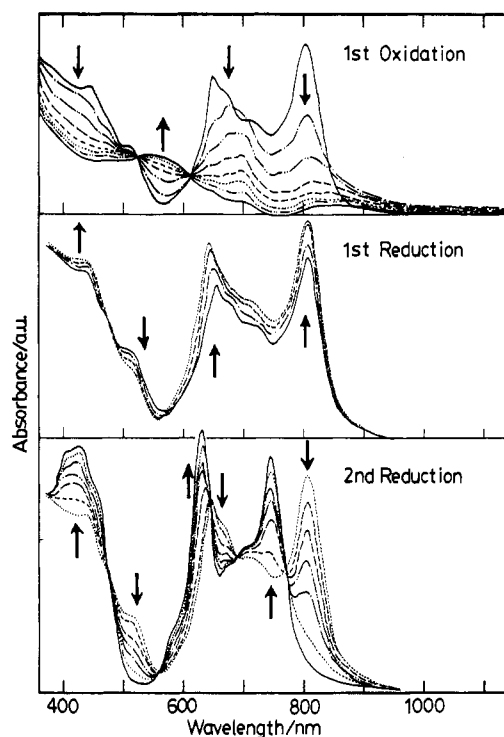 1st Oxidation
1st Reduction
2nd Reduction
Absorbance/a.u.
400 600 800 1000
Wavelength/nm